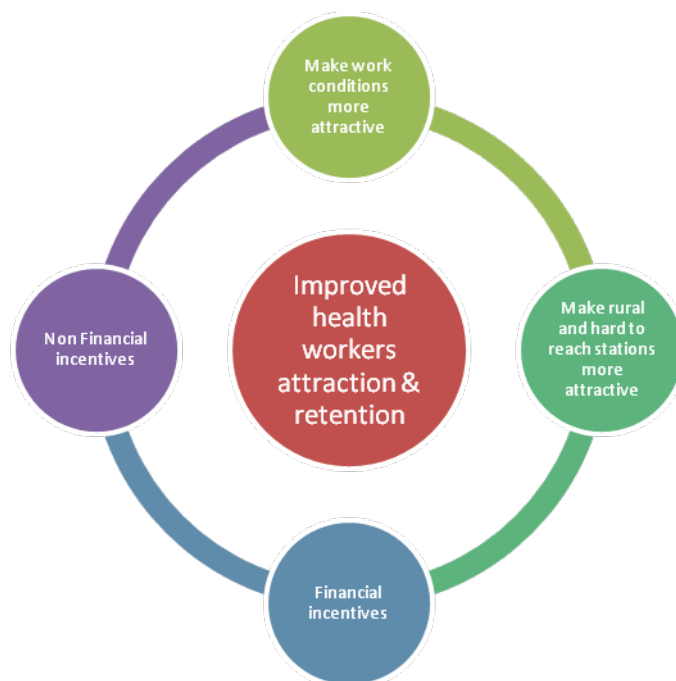 Make work
conditions
more
attractive
Improved
health
workers
attraction &
retention
Non Financial
incentives
Make rural
and hard to
reach stations
more
attractive
Financial
incentives